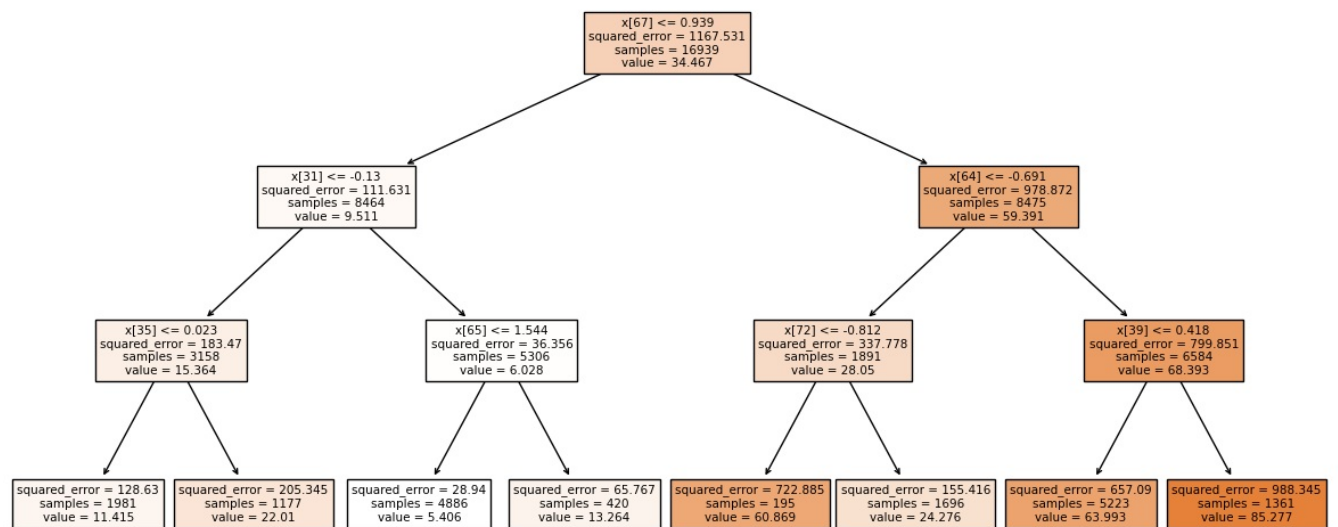 x[67] <= 0.939
squared_error = 1167.531
samples = 16939
value = 34.467
x[31] <= -0.13
squared_error = 111.631
samples = 8464
value = 9.511
x[64] <= -0.691
squared_error = 978.872
samples = 8475
value = 59.391
x[35] <= 0.023
squared_error = 183.47
samples = 3158
value = 15.364
x[65] <= 1.544
squared_error = 36.356
samples = 5306
value = 6.028
x[72] <= -0.812
squared_error = 337.778
samples = 1891
value = 28.05
x[39] <= 0.418
squared_error = 799.851
samples = 6584
value = 68.393
squared_error = 128.63
samples = 1981
value = 11.415
squared_error = 205.345
samples = 1177
value = 22.01
squared_error = 28.94
samples = 4886
value = 5.406
squared_error = 65.767
samples = 420
value = 13.264
squared_error = 722.885
samples = 195
value = 60.869
squared_error = 155.416
samples = 1696
value = 24.276
squared_error = 657.09
samples = 5223
value = 63.993
squared_error = 988.345
samples = 1361
value = 85.277